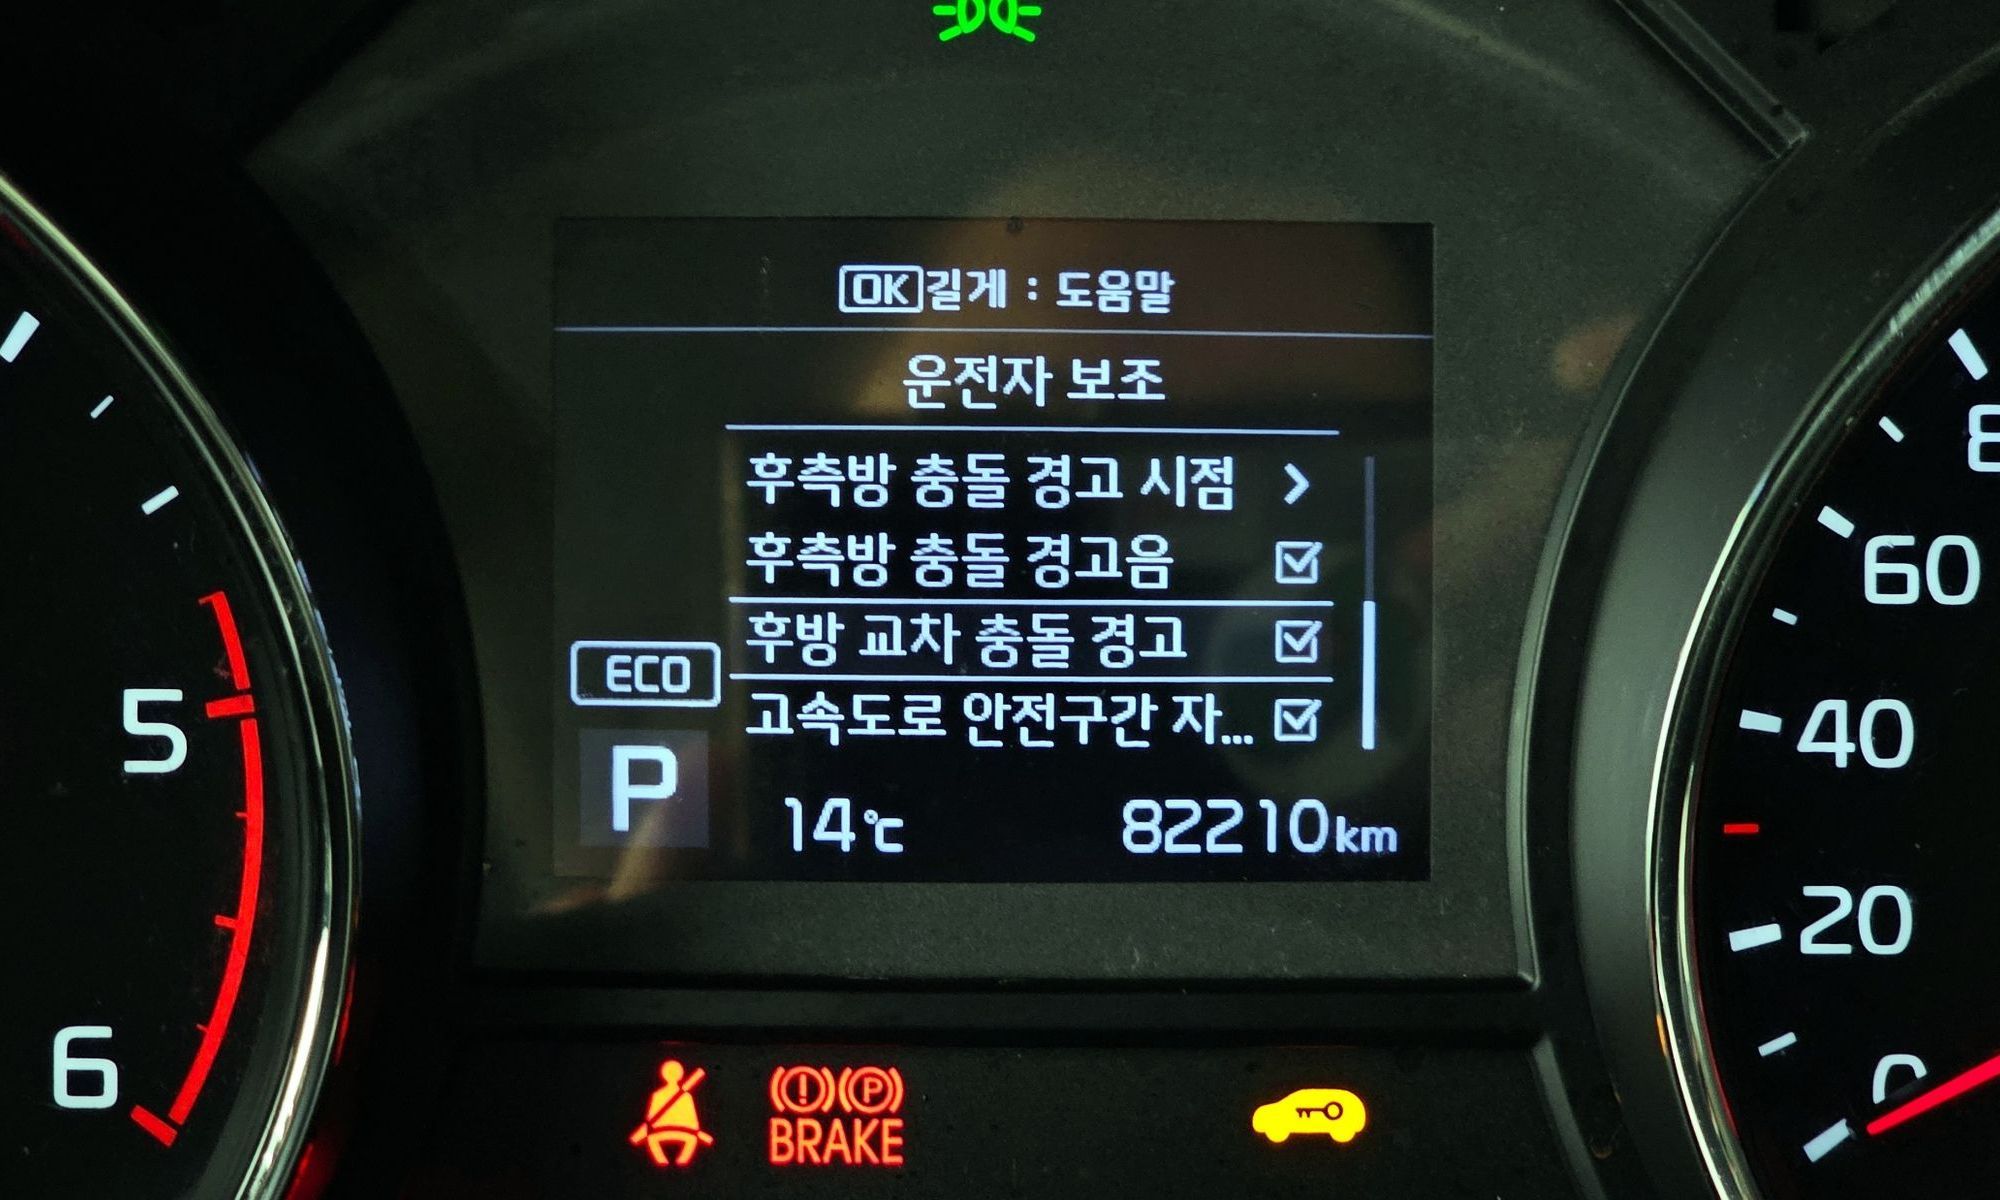 OK길게 : 도움말
운전자 보조
후측방 충돌 경고 시점
후측방 충돌 경고음
후방 교차 충돌 경고
고속도로 안전구간 자...
ECO
P
14℃ 82210km
5
6
8
60
40
20
0
BRAKE